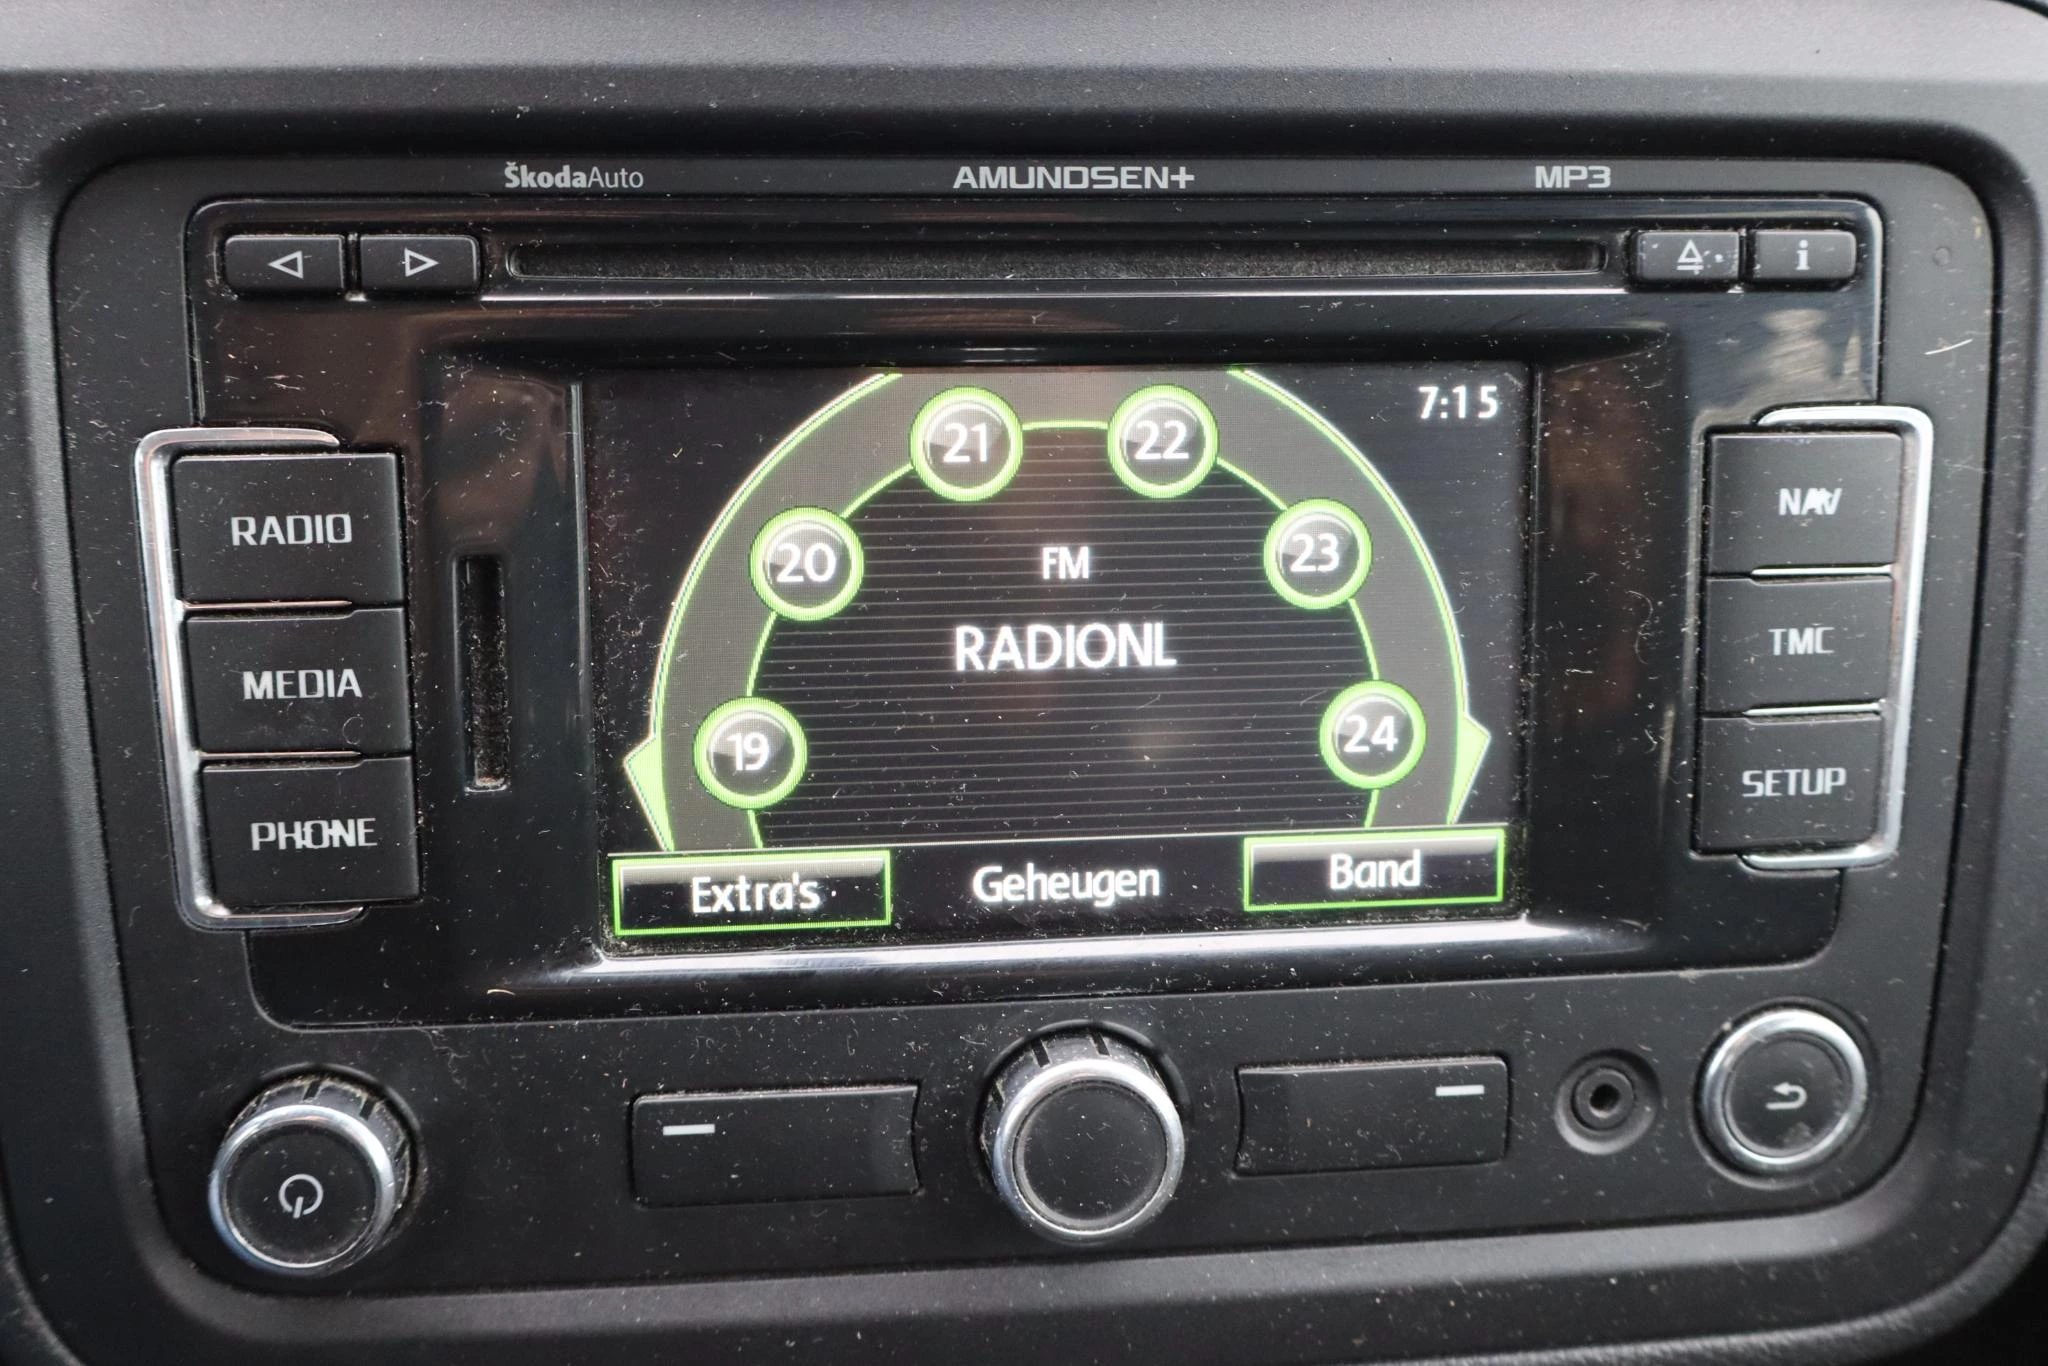 ŠkodaAuto AMUNDSEN+ MP3
i
7:15
21 22
20 23
19 24
FM
RADIONL
RADIO
MEDIA
PHONE
NAV
TMC
SETUP
Extra's Geheugen Band